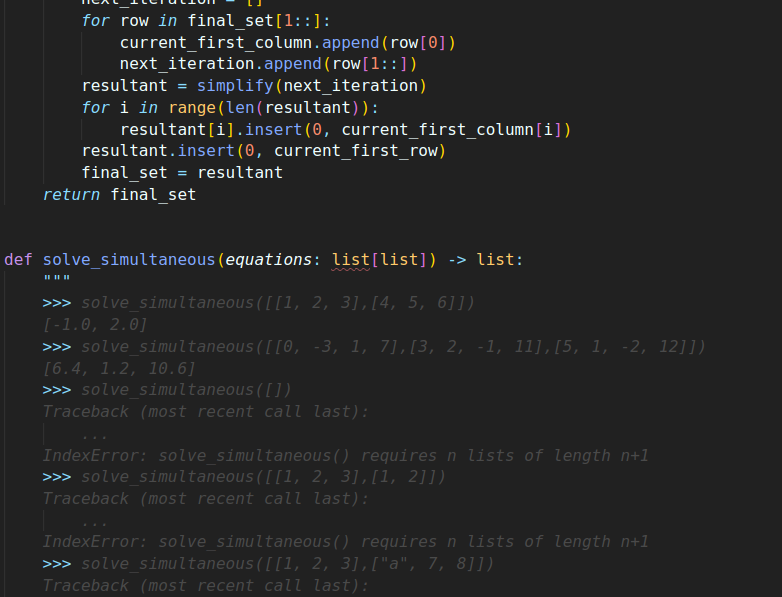 next_iteration = []
for row in final_set[1::]:
current_first_column.append(row[0])
next_iteration.append(row[1::])
resultant = simplify(next_iteration)
for i in range(len(resultant)):
resultant[i].insert(0, current_first_column[i])
resultant.insert(0, current_first_row)
final_set = resultant
return final_set
def solve_simultaneous(equations: list[list]) -> list:
"""
>>> solve_simultaneous([[1, 2, 3],[4, 5, 6]])
[-1.0, 2.0]
>>> solve_simultaneous([[0, -3, 1, 7],[3, 2, -1, 11],[5, 1, -2, 12]])
[6.4, 1.2, 10.6]
>>> solve_simultaneous([])
Traceback (most recent call last):
...
IndexError: solve_simultaneous() requires n lists of length n+1
>>> solve_simultaneous([[1, 2, 3],[1, 2]])
Traceback (most recent call last):
...
IndexError: solve_simultaneous() requires n lists of length n+1
>>> solve_simultaneous([[1, 2, 3],["a", 7, 8]])
Traceback (most recent call last):